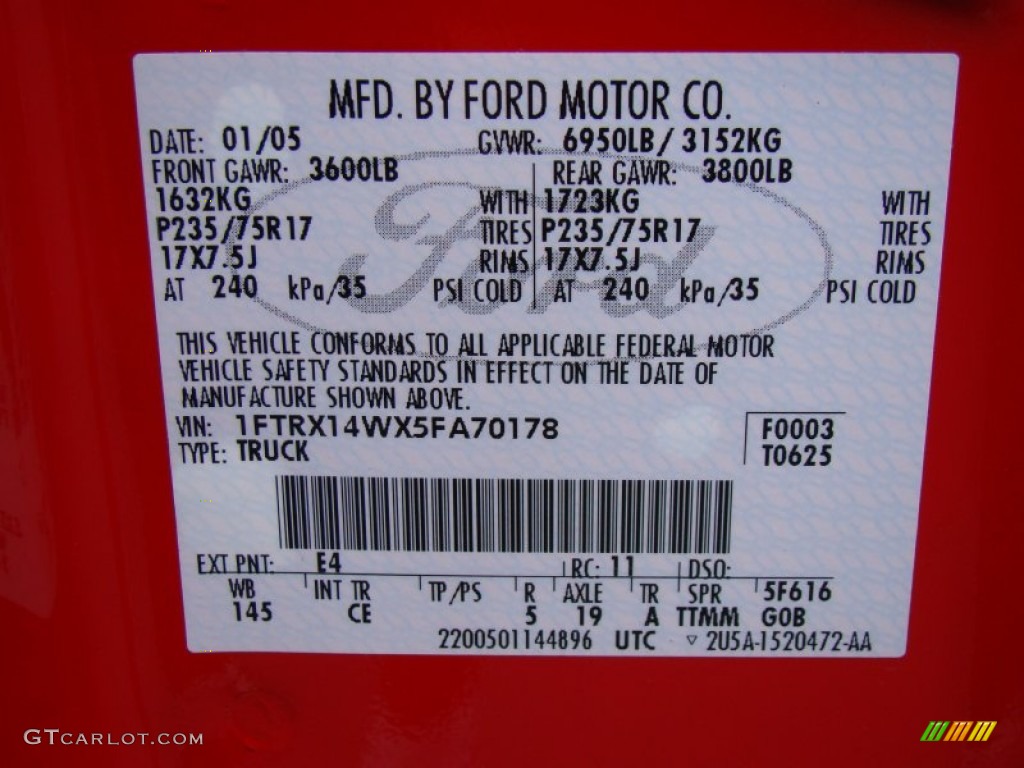 MFD. BY FORD MOTOR CO.
DATE: 01/05 GVWR: 6950LB/ 3152KG
FRONT GAWR: 3600LB REAR GAWR: 3800LB
1632KG WITH 1723KG WITH
P235/75R17 TIRES P235/75R17 TIRES
17X7.5J RIMS 17X7.5J RIMS
AT 240 kPa/35 PSI COLD AT 240 kPa/35 PSI COLD
Ford
THIS VEHICLE CONFORMS TO ALL APPLICABLE FEDERAL MOTOR
VEHICLE SAFETY STANDARDS IN EFFECT ON THE DATE OF
MANUFACTURE SHOWN ABOVE.
VIN: 1FTRX14WX5FA70178 F0003
TYPE: TRUCK T0625
EXT PNT: E4 RC: 11 DSO:
WB INT TR TP/PS R AXLE TR SPR 5F616
145 CE 5 19 A TTMM GOB
2200501144896 UTC ▽ 2U5A-1520472-AA
GTCARLOT.COM